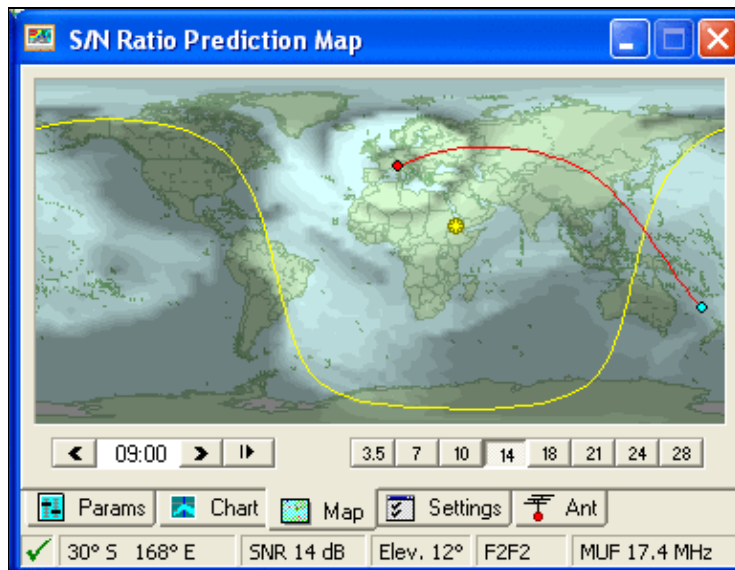 S/N Ratio Prediction Map
09:00 3.5 7 10 14 18 21 24 28
Params Chart Map Settings Ant
30° S 168° E SNR 14 dB Elev. 12° F2F2 MUF 17.4 MHz